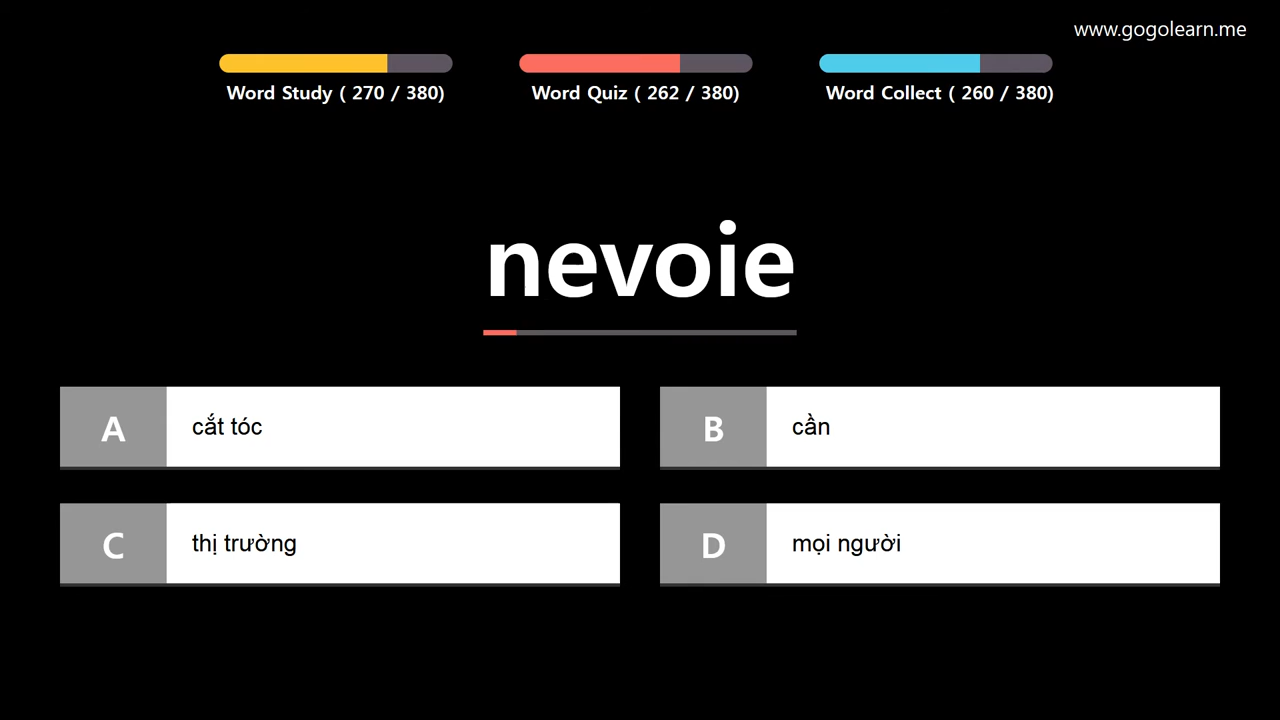 www.gogolearn.me
Word Study ( 270 / 380)
Word Quiz ( 262 / 380)
Word Collect ( 260 / 380)
nevoie
A cắt tóc
B cần
C thị trường
D mọi người